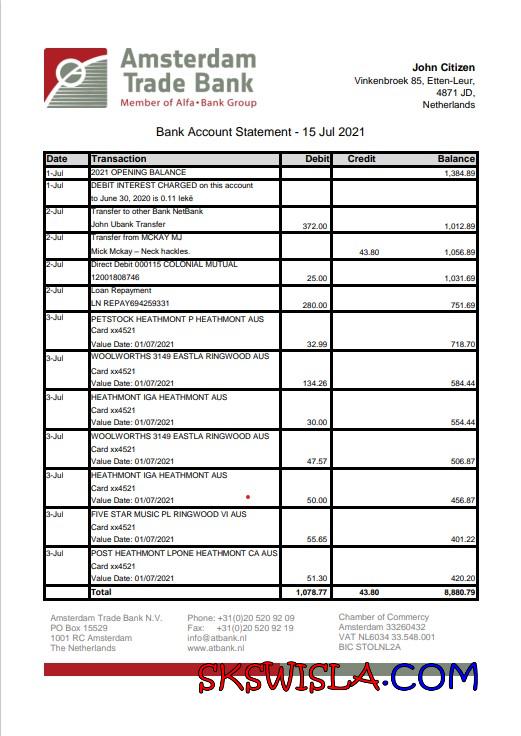 Amsterdam
Trade Bank
Member of Alfa•Bank Group
John Citizen
Vinkenbroek 85, Etten-Leur,
4871 JD,
Netherlands
Bank Account Statement - 15 Jul 2021
Date Transaction Debit Credit Balance
1-Jul 2021 OPENING BALANCE 1,384.89
1-Jul DEBIT INTEREST CHARGED on this account
to June 30, 2020 is 0.11 lekë
2-Jul Transfer to other Bank NetBank
John Ubank Transfer 372.00 1,012.89
2-Jul Transfer from MCKAY MJ
Mick Mckay – Neck hackles. 43.80 1,056.89
2-Jul Direct Debit 000115 COLONIAL MUTUAL
12001808746 25.00 1,031.69
2-Jul Loan Repayment
LN REPAY694259331 280.00 751.69
3-Jul PETSTOCK HEATHMONT P HEATHMONT AUS
Card xx4521
Value Date: 01/07/2021 32.99 718.70
3-Jul WOOLWORTHS 3149 EASTLA RINGWOOD AUS
Card xx4521
Value Date: 01/07/2021 134.26 584.44
3-Jul HEATHMONT IGA HEATHMONT AUS
Card xx4521
Value Date: 01/07/2021 30.00 554.44
3-Jul WOOLWORTHS 3149 EASTLA RINGWOOD AUS
Card xx4521
Value Date: 01/07/2021 47.57 506.87
3-Jul HEATHMONT IGA HEATHMONT AUS
Card xx4521
Value Date: 01/07/2021 50.00 456.87
3-Jul FIVE STAR MUSIC PL RINGWOOD VI AUS
Card xx4521
Value Date: 01/07/2021 55.65 401.22
3-Jul POST HEATHMONT LPONE HEATHMONT CA AUS
Card xx4521
Value Date: 01/07/2021 51.30 420.20
Total 1,078.77 43.80 8,880.79
Amsterdam Trade Bank N.V.
PO Box 15529
1001 RC Amsterdam
The Netherlands
Phone: +31(0)20 520 92 09
Fax: +31(0)20 520 92 19
info@atbank.nl
www.atbank.nl
Chamber of Commerce
Amsterdam 33260432
VAT NL6034 33.548.001
BIC STOLNL2A
SKSWISLA.COM